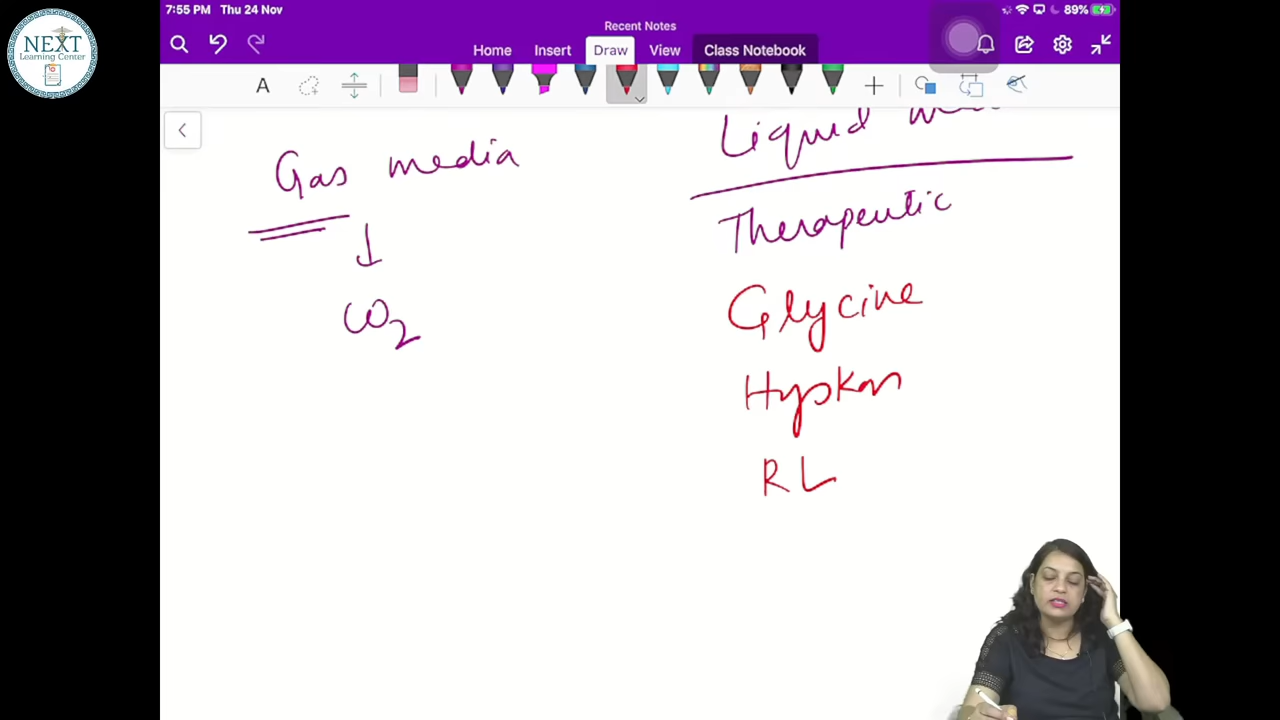 7:55 PM Thu 24 Nov
89%
NEXT
Learning Center
Recent Notes
Home Insert Draw View Class Notebook
A
Gas media
↓
CO2
Liquid
Therapeutic
Glycine
Hyskon
RL